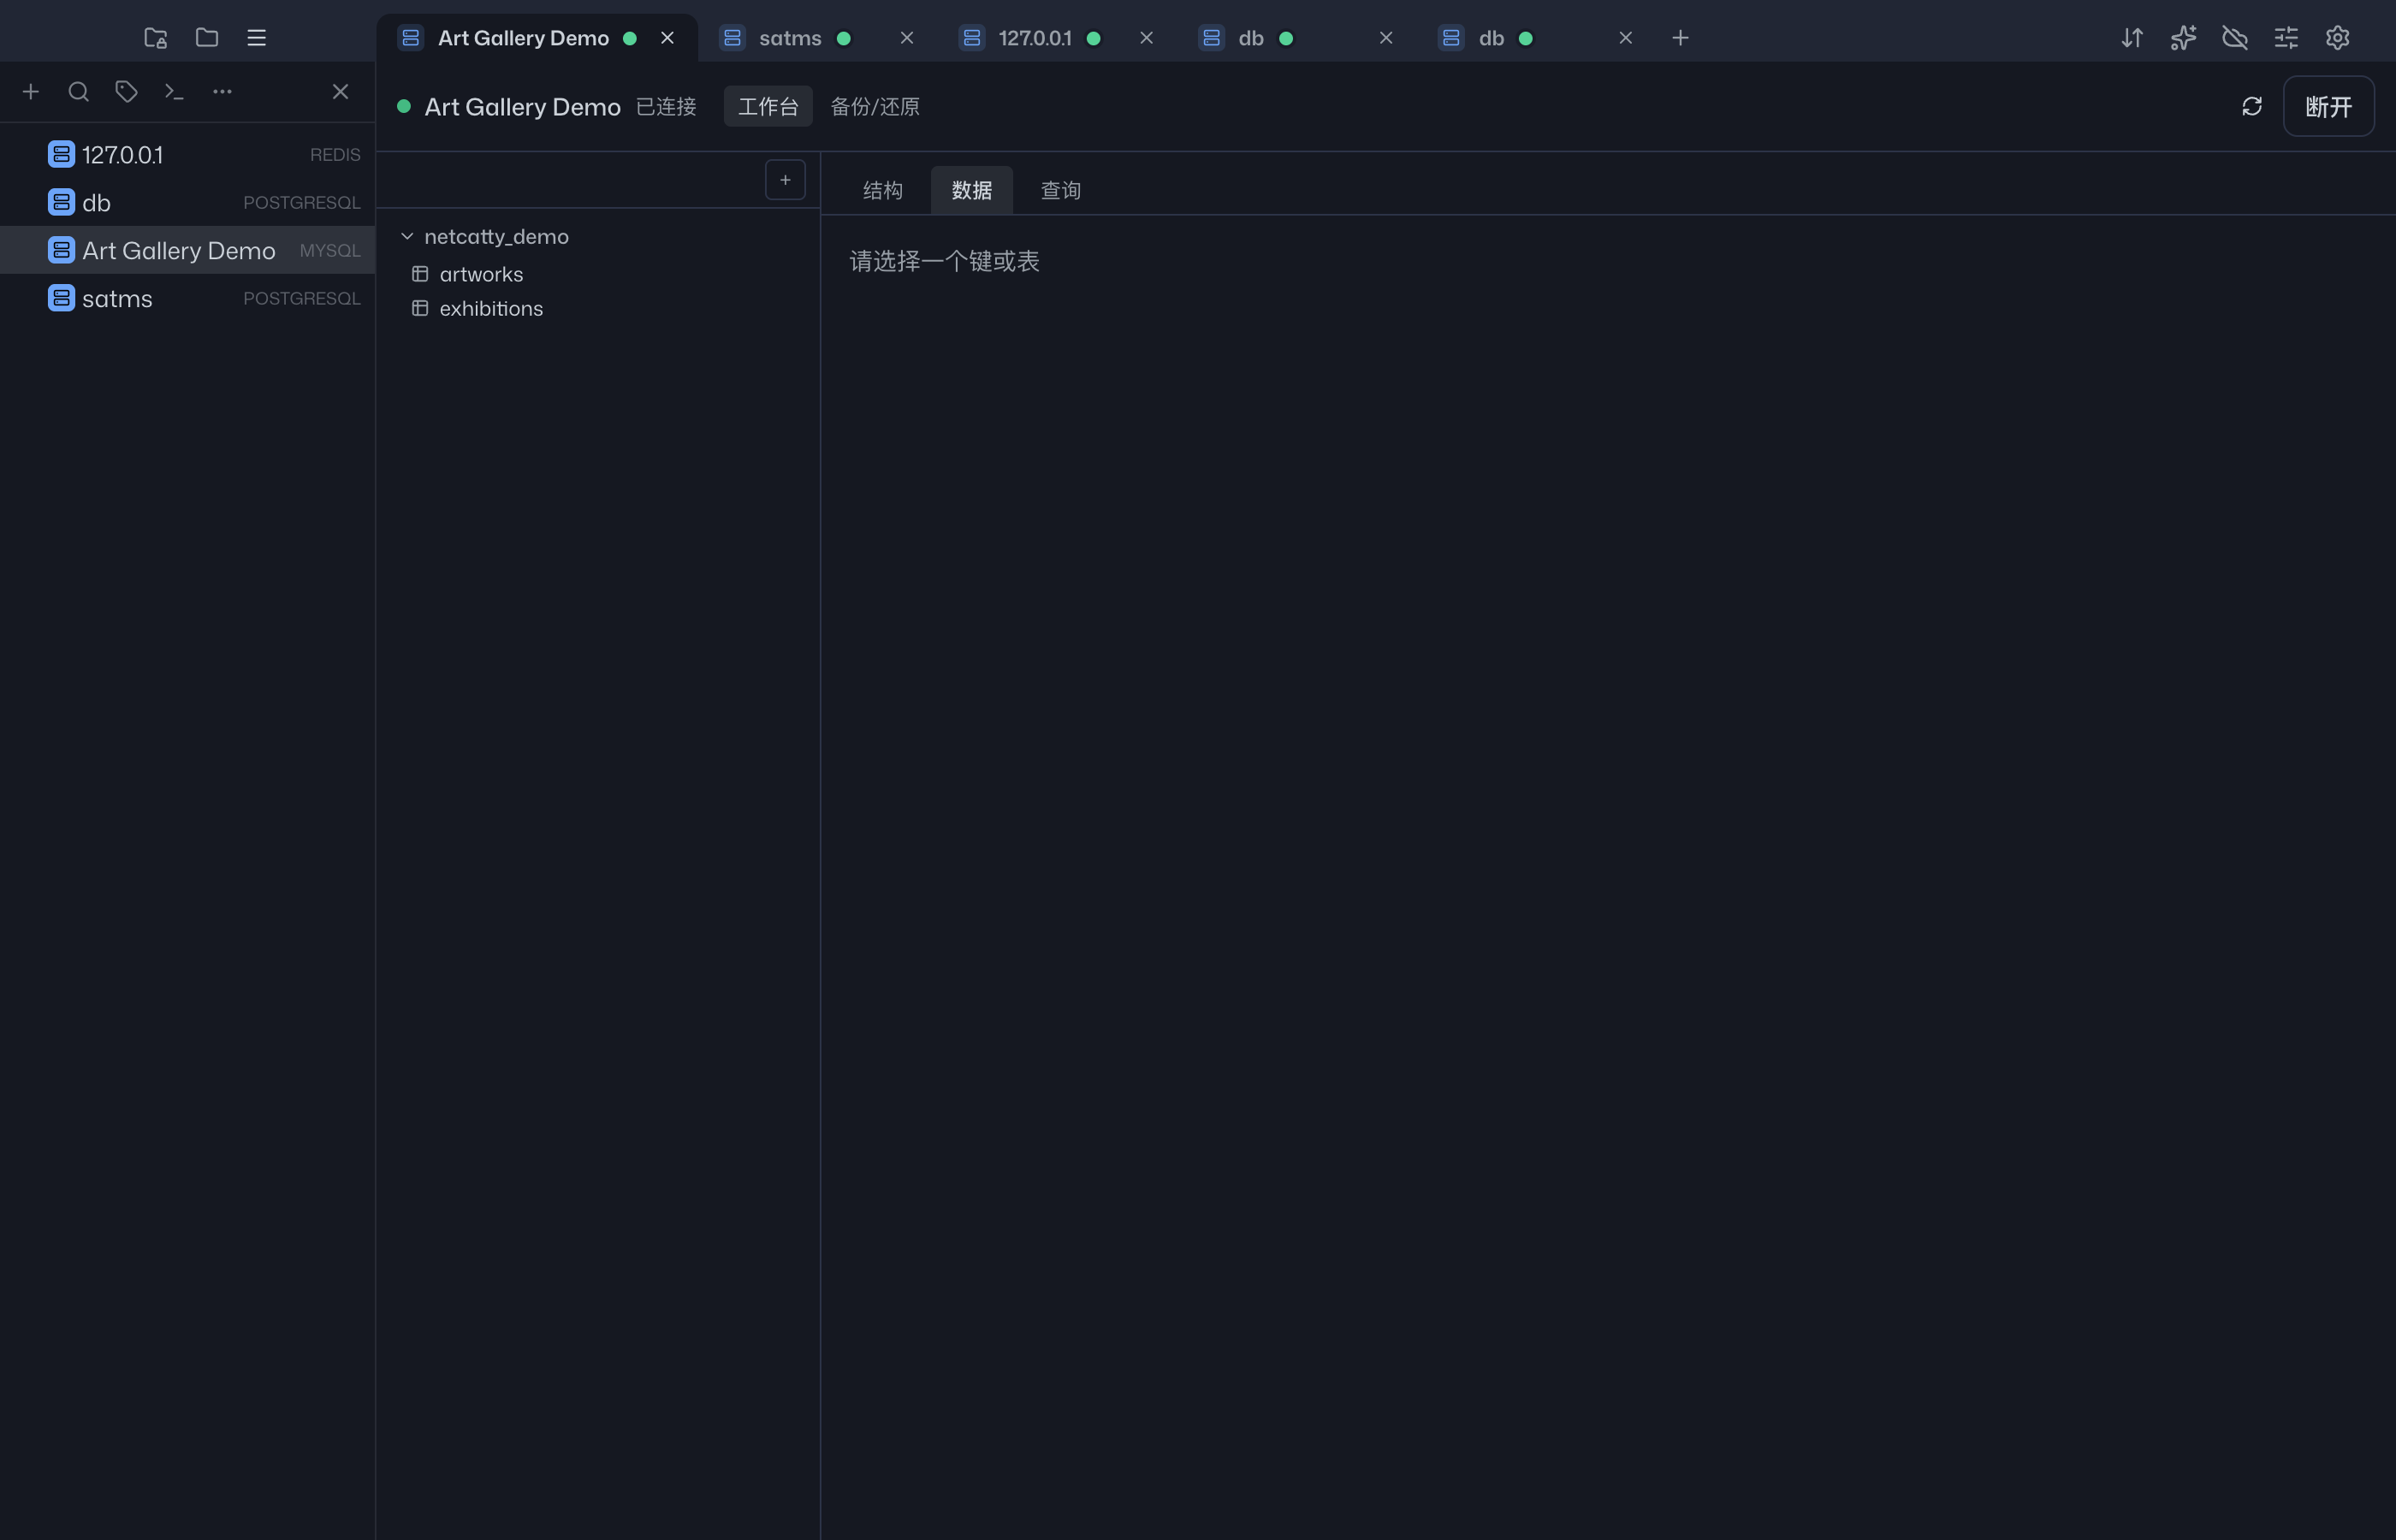 Art Gallery Demo
satms
127.0.0.1
db
db
127.0.0.1 REDIS
db POSTGRESQL
Art Gallery Demo MYSQL
satms POSTGRESQL
Art Gallery Demo 已连接 工作台 备份/还原 断开
netcatty_demo
artworks
exhibitions
结构 数据 查询
请选择一个键或表